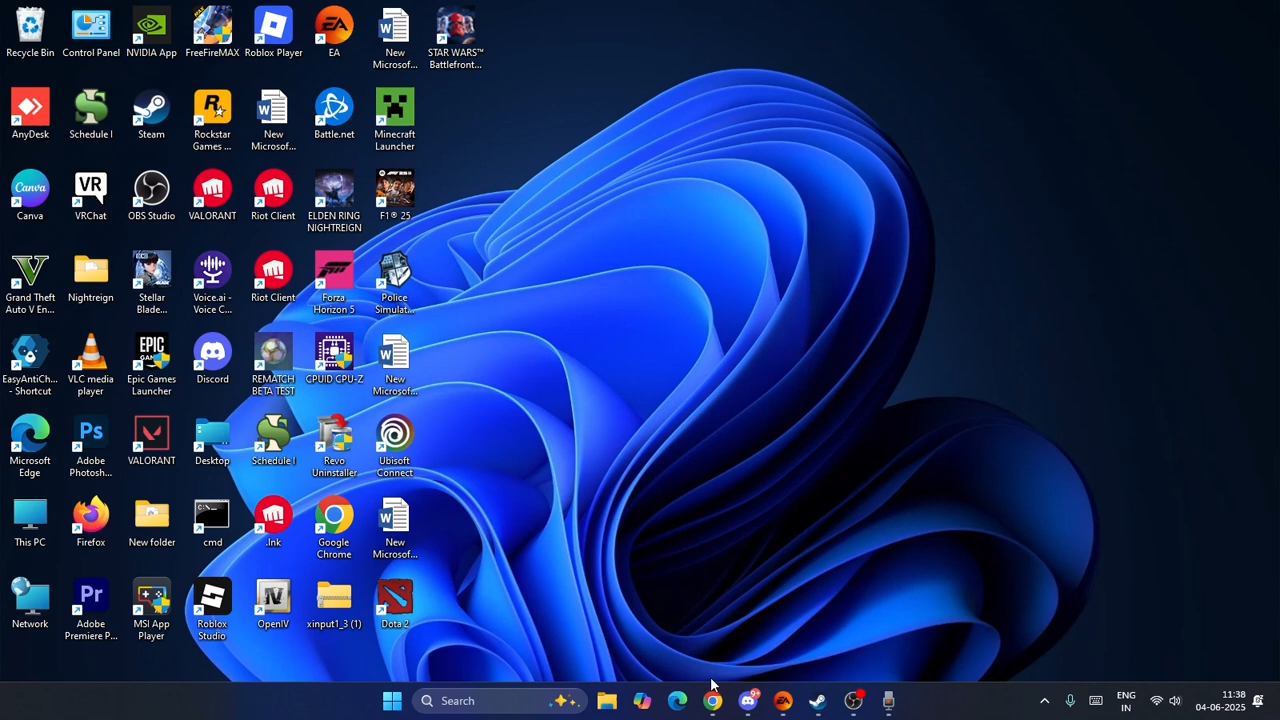 Recycle Bin
Control Panel
NVIDIA App
FreeFireMAX
Roblox Player
EA
New
Microsof...
STAR WARS™
Battlefront...
AnyDesk
Schedule I
Steam
Rockstar
Games ...
New
Microsof...
Battle.net
Minecraft
Launcher
Canva
VRChat
OBS Studio
VALORANT
Riot Client
ELDEN RING
NIGHTREIGN
F1® 25
Grand Theft
Auto V En...
Nightreign
Stellar
Blade...
Voice.ai -
Voice C...
Riot Client
Forza
Horizon 5
Police
Simulat...
EasyAntiCh...
- Shortcut
VLC media
player
Epic Games
Launcher
Discord
REMATCH
BETA TEST
CPUID CPU-Z
New
Microsof...
Microsoft
Edge
Adobe
Photosh...
VALORANT
Desktop
Schedule I
Revo
Uninstaller
Ubisoft
Connect
This PC
Firefox
New folder
cmd
.lnk
Google
Chrome
New
Microsof...
Network
Adobe
Premiere P...
MSI App
Player
Roblox
Studio
OpenIV
xinput1_3 (1)
Dota 2
Search
ENG
IN
11:38
04-06-2025